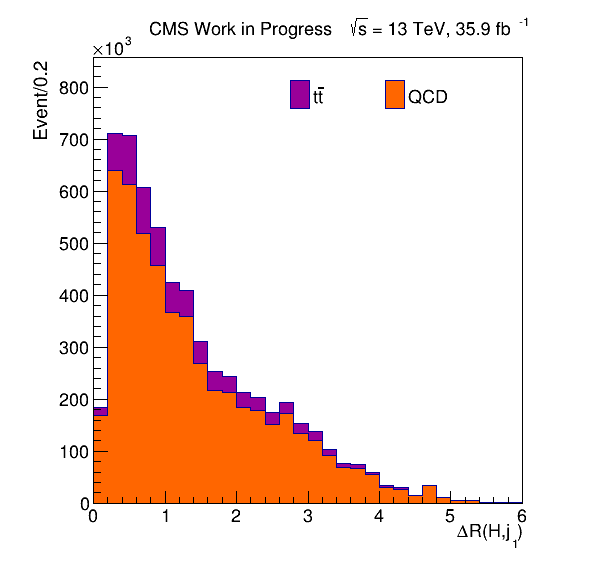 CMS Work in Progress √s = 13 TeV, 35.9 fb⁻¹
×10³
Event/0.2
tt̄
QCD
800
700
600
500
400
300
200
100
0
0 1 2 3 4 5 6
ΔR(H,j₁)